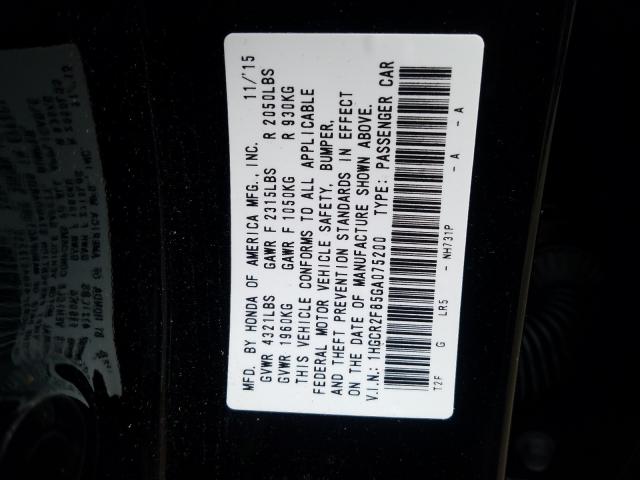 MFD. BY HONDA OF AMERICA MFG., INC. 11/'15
GVWR 4321LBS GAWR F 2315LBS R 2050LBS
GVWR 1960KG GAWR F 1050KG R 930KG
THIS VEHICLE CONFORMS TO ALL APPLICABLE
FEDERAL MOTOR VEHICLE SAFETY, BUMPER,
AND THEFT PREVENTION STANDARDS IN EFFECT
ON THE DATE OF MANUFACTURE SHOWN ABOVE.
V.I.N.: 1HGCR2F85GA075200 TYPE: PASSENGER CAR
T2F G LR5 - NH731P - A - A